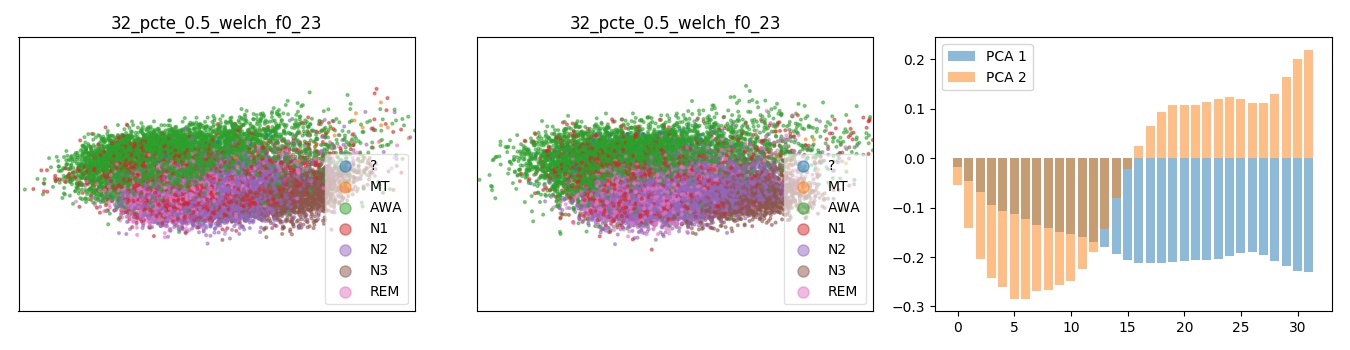 32_pcte_0.5_welch_f0_23
?
MT
AWA
N1
N2
N3
REM
32_pcte_0.5_welch_f0_23
?
MT
AWA
N1
N2
N3
REM
PCA 1
PCA 2
0.2
0.1
0.0
−0.1
−0.2
−0.3
0 5 10 15 20 25 30